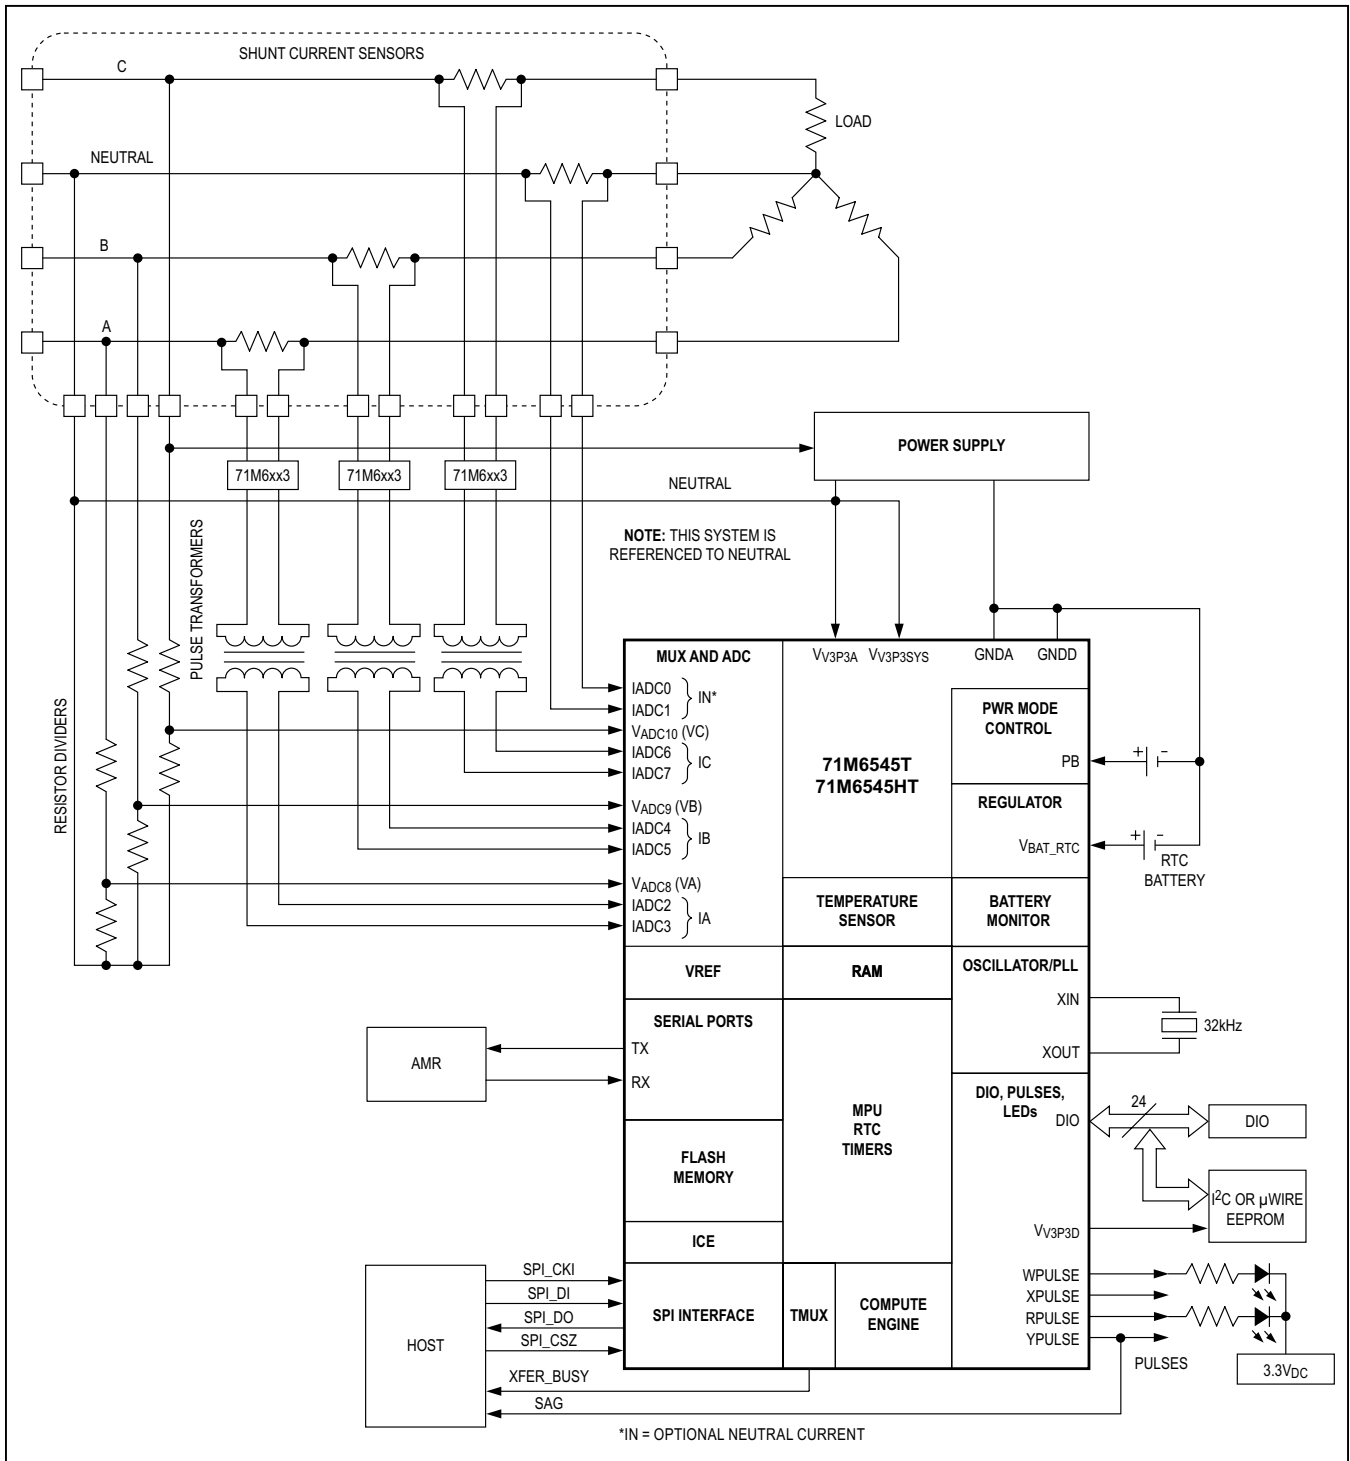 SHUNT CURRENT SENSORS
C
LOAD
NEUTRAL
B
A
POWER SUPPLY
71M6xx3
71M6xx3
71M6xx3
NEUTRAL
NOTE: THIS SYSTEM IS
REFERENCED TO NEUTRAL
PULSE TRANSFORMERS
RESISTOR DIVIDERS
MUX AND ADC
VV3P3A
VV3P3SYS
GNDA
GNDD
IADC0
IADC1
IN*
VADC10 (VC)
IADC6
IADC7
IC
VADC9 (VB)
IADC4
IADC5
IB
VADC8 (VA)
IADC2
IADC3
IA
71M6545T
71M6545HT
PWR MODE
CONTROL
PB
+ -
REGULATOR
VBAT_RTC
+ -
RTC
BATTERY
TEMPERATURE
SENSOR
BATTERY
MONITOR
VREF
RAM
OSCILLATOR/PLL
XIN
XOUT
32kHz
SERIAL PORTS
TX
RX
AMR
MPU
RTC
TIMERS
DIO, PULSES,
LEDs
DIO
24
DIO
FLASH
MEMORY
I2C OR µWIRE
EEPROM
VV3P3D
ICE
HOST
SPI_CKI
SPI_DI
SPI_DO
SPI_CSZ
SPI INTERFACE
TMUX
COMPUTE
ENGINE
WPULSE
XPULSE
RPULSE
YPULSE
PULSES
3.3VDC
XFER_BUSY
SAG
*IN = OPTIONAL NEUTRAL CURRENT